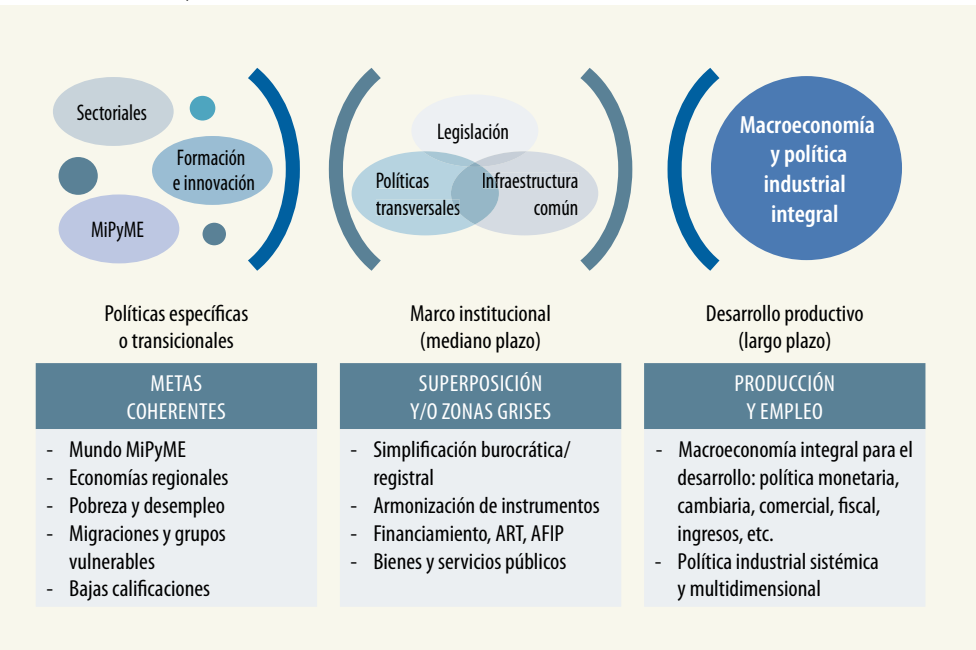 Sectoriales
Formación
e innovación
MiPyME
Legislación
Políticas
transversales
Infraestructura
común
Macroeconomía
y política
industrial
integral
Políticas específicas
o transicionales
METAS
COHERENTES
- Mundo MiPyME
- Economías regionales
- Pobreza y desempleo
- Migraciones y grupos
vulnerables
- Bajas calificaciones
Marco institucional
(mediano plazo)
SUPERPOSICIÓN
Y/O ZONAS GRISES
- Simplificación burocrática/
registral
- Armonización de instrumentos
- Financiamiento, ART, AFIP
- Bienes y servicios públicos
Desarrollo productivo
(largo plazo)
PRODUCCIÓN
Y EMPLEO
- Macroeconomía integral para el
desarrollo: política monetaria,
cambiaria, comercial, fiscal,
ingresos, etc.
- Política industrial sistémica
y multidimensional